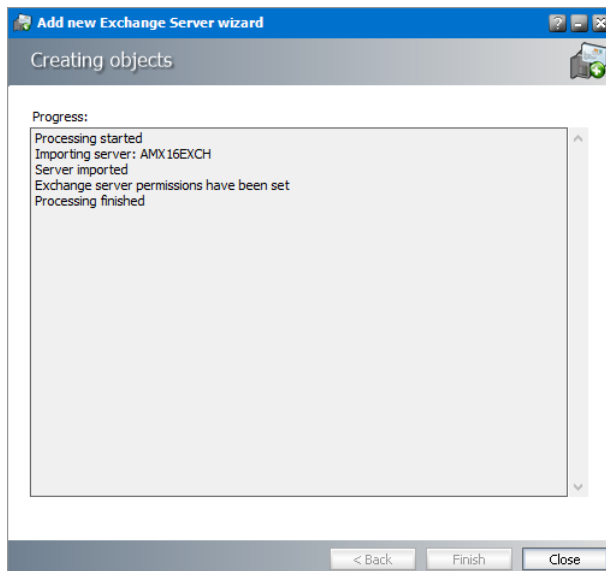 Add new Exchange Server wizard
Creating objects
Progress:
Processing started
Importing server: AMX16EXCH
Server imported
Exchange server permissions have been set
Processing finished
< Back
Finish
Close